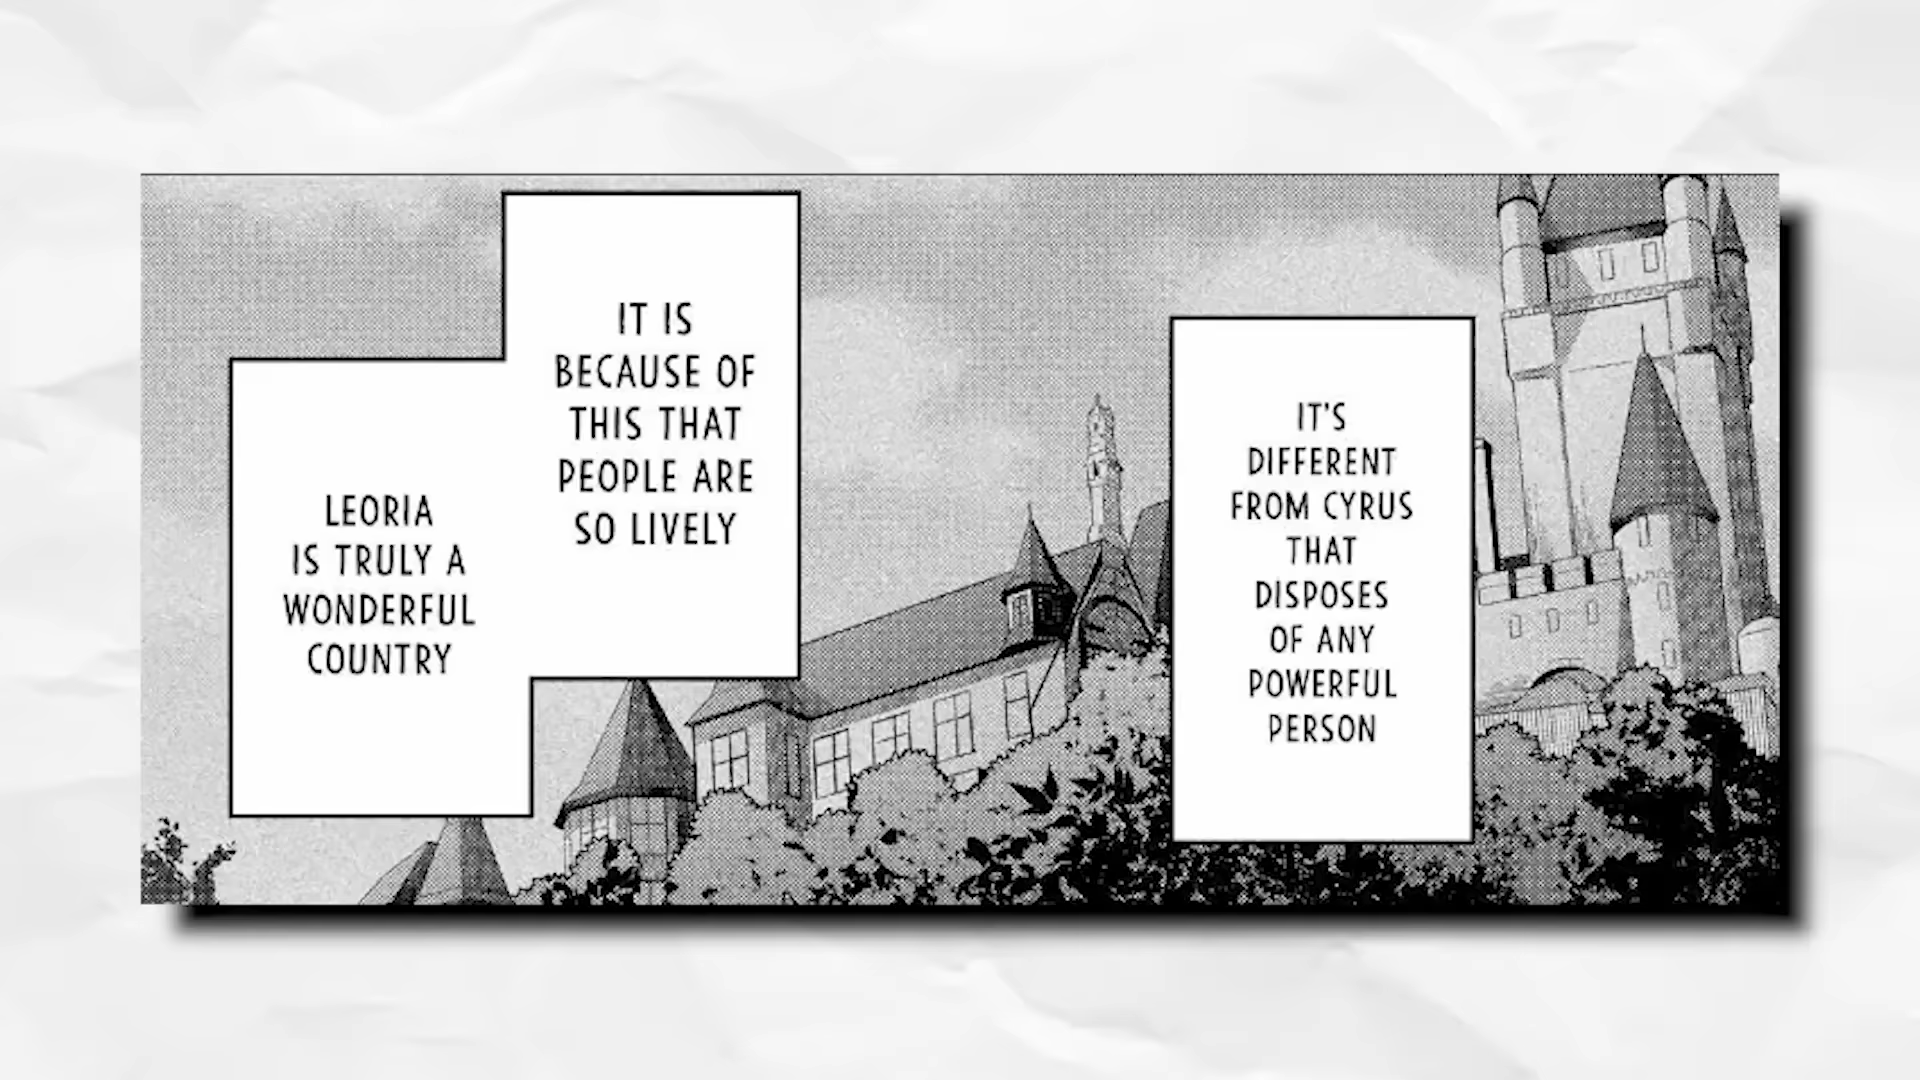 IT'S
DIFFERENT
FROM CYRUS
THAT
DISPOSES
OF ANY
POWERFUL
PERSON
IT IS
BECAUSE OF
THIS THAT
PEOPLE ARE
SO LIVELY
LEORIA
IS TRULY A
WONDERFUL
COUNTRY